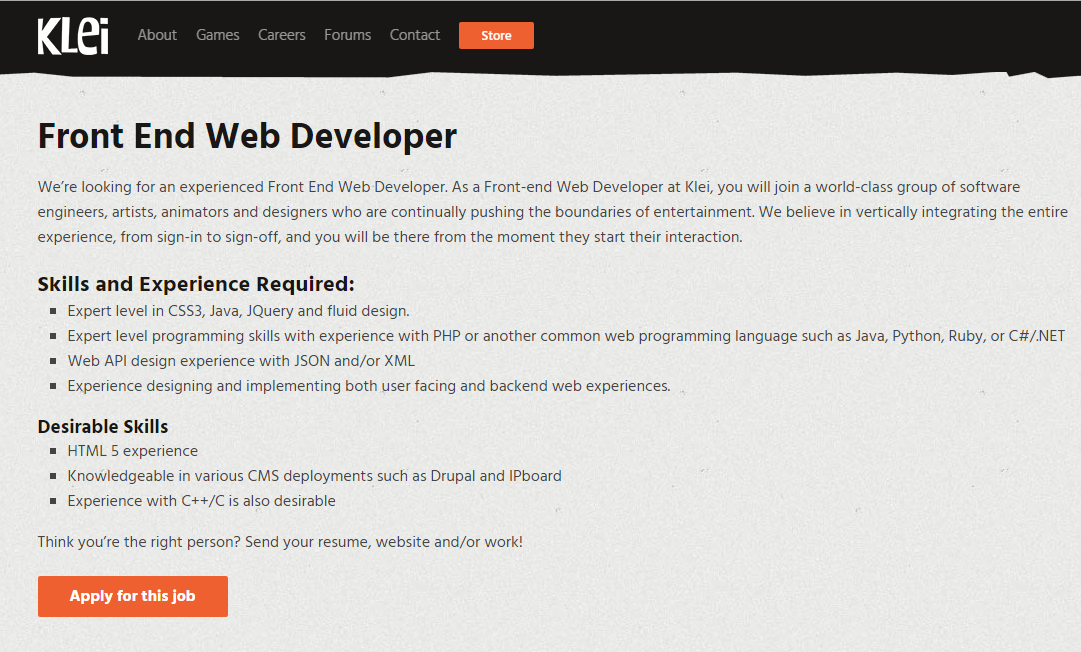 Klei
About Games Careers Forums Contact Store
Front End Web Developer
We're looking for an experienced Front End Web Developer. As a Front-end Web Developer at Klei, you will join a world-class group of software
engineers, artists, animators and designers who are continually pushing the boundaries of entertainment. We believe in vertically integrating the entire
experience, from sign-in to sign-off, and you will be there from the moment they start their interaction.
Skills and Experience Required:
Expert level in CSS3, Java, JQuery and fluid design.
Expert level programming skills with experience with PHP or another common web programming language such as Java, Python, Ruby, or C#/.NET
Web API design experience with JSON and/or XML
Experience designing and implementing both user facing and backend web experiences.
Desirable Skills
HTML 5 experience
Knowledgeable in various CMS deployments such as Drupal and IPboard
Experience with C++/C is also desirable
Think you're the right person? Send your resume, website and/or work!
Apply for this job